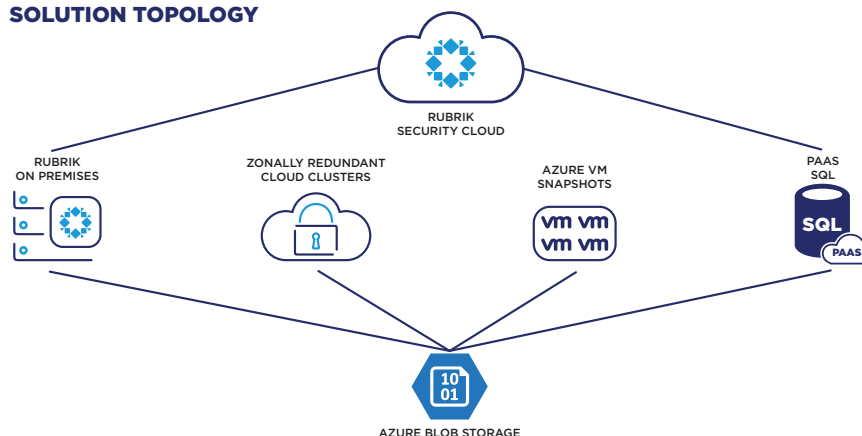 SOLUTION TOPOLOGY
RUBRIK
SECURITY CLOUD
RUBRIK
ON PREMISES
ZONALLY REDUNDANT
CLOUD CLUSTERS
AZURE VM
SNAPSHOTS
vm vm
vm vm
PAAS
SQL
SQL
PAAS
10
01
AZURE BLOB STORAGE